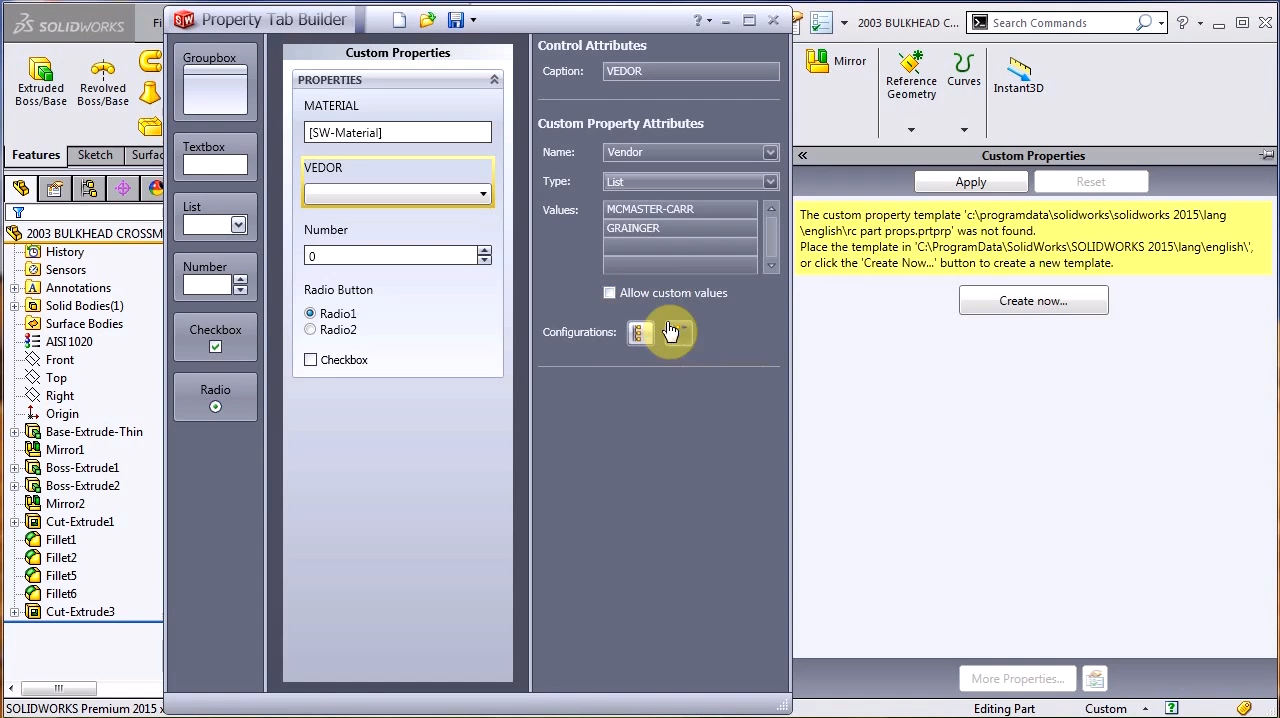 SOLIDWORKS
Fi
Property Tab Builder
?
2003 BULKHEAD C...
Search Commands
?
Extruded
Boss/Base
Revolved
Boss/Base
Features
Sketch
Surfac
2003 BULKHEAD CROSSM
History
Sensors
Annotations
Solid Bodies(1)
Surface Bodies
AISI 1020
Front
Top
Right
Origin
Base-Extrude-Thin
Mirror1
Boss-Extrude1
Boss-Extrude2
Mirror2
Cut-Extrude1
Fillet1
Fillet2
Fillet5
Fillet6
Cut-Extrude3
SOLIDWORKS Premium 2015 x
Groupbox
Textbox
List
Number
Checkbox
Radio
Custom Properties
PROPERTIES
MATERIAL
[SW-Material]
VEDOR
Number
0
Radio Button
Radio1
Radio2
Checkbox
Control Attributes
Caption: VEDOR
Custom Property Attributes
Name: Vendor
Type: List
Values: MCMASTER-CARR
GRAINGER
Allow custom values
Configurations:
Mirror
Reference
Geometry
Curves
Instant3D
Custom Properties
Apply
Reset
The custom property template 'c:\programdata\solidworks\solidworks 2015\lang
\english\rc part props.prtprp' was not found.
Place the template in 'C:\ProgramData\SolidWorks\SOLIDWORKS 2015\lang\english\',
or click the 'Create Now...' button to create a new template.
Create now...
More Properties...
Editing Part
Custom
?